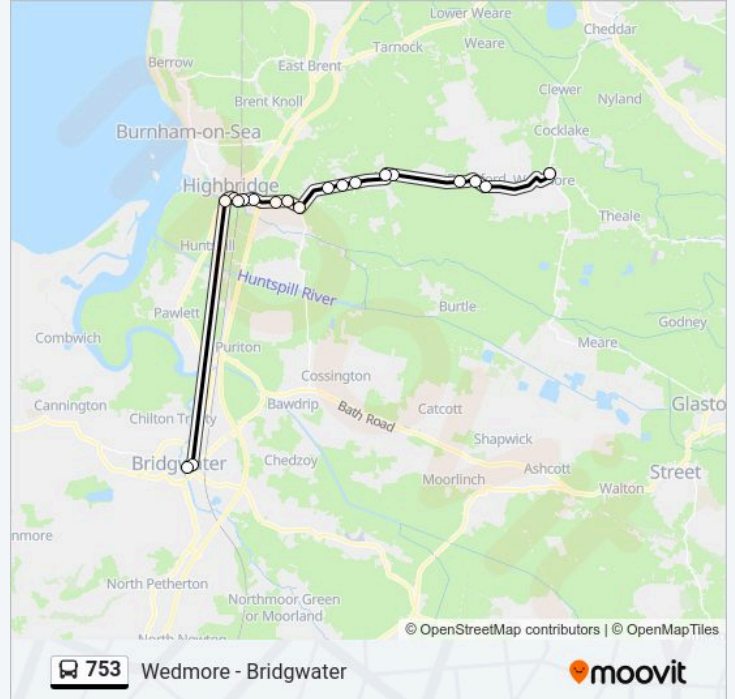 Lower Weare
Cheddar
Tarnock
Weare
Berrow
East Brent
Clewer
Brent Knoll
Nyland
Burnham-on-Sea
Cocklake
Highbridge
Theale
Huntspill River
Pawlett
Burtle
Godney
Combwich
Puriton
Meare
Cossington
Cannington
Bawdrip
Catcott
Glasto
Chilton Trinity
Bath Road
Shapwick
Bridgwater
Chedzoy
Ashcott
Street
Moorlinch
Walton
nmore
North Petherton
Northmoor Green
or Moorland
© OpenStreetMap contributors | © OpenMapTiles
753 Wedmore - Bridgwater
moovit